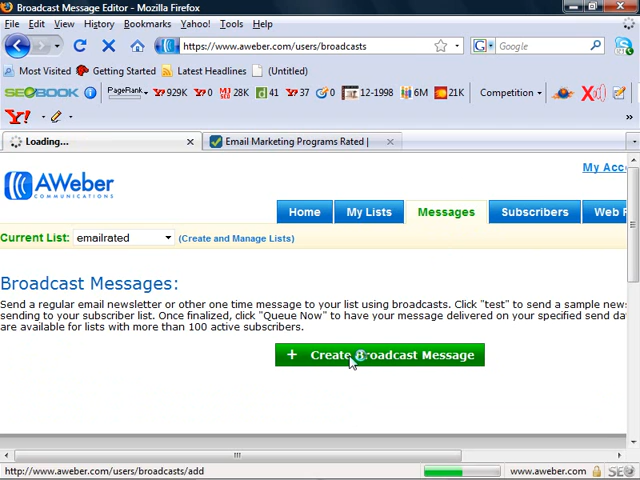 Broadcast Message Editor - Mozilla Firefox
File Edit View History Bookmarks Yahoo! Tools Help
https://www.aweber.com/users/broadcasts
G Google
Most Visited Getting Started Latest Headlines (Untitled)
SEOBOOK PageRank Y? 929K Y? 0 MJ 28K d 41 Y? 37 0 12-1998 6M 21K Competition
Y! »
Loading... Email Marketing Programs Rated |
My Acco
AWeber
COMMUNICATIONS
Home My Lists Messages Subscribers Web F
Current List: emailrated (Create and Manage Lists)
Broadcast Messages:
Send a regular email newsletter or other one time message to your list using broadcasts. Click "test" to send a sample news
sending to your subscriber list. Once finalized, click "Queue Now" to have your message delivered on your specified send da
are available for lists with more than 100 active subscribers.
+ Create Broadcast Message
http://www.aweber.com/users/broadcasts/add www.aweber.com SEO